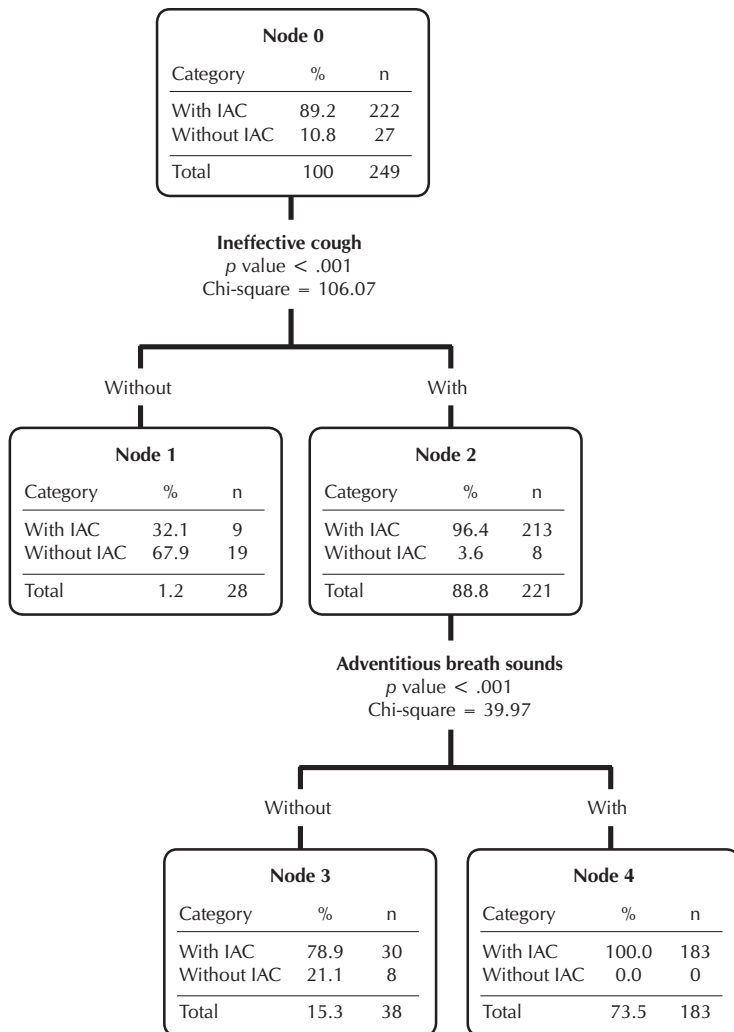 Node 0
Category % n
With IAC 89.2 222
Without IAC 10.8 27
Total 100 249
Ineffective cough
p value < .001
Chi-square = 106.07
Without
With
Node 1
Category % n
With IAC 32.1 9
Without IAC 67.9 19
Total 1.2 28
Node 2
Category % n
With IAC 96.4 213
Without IAC 3.6 8
Total 88.8 221
Adventitious breath sounds
p value < .001
Chi-square = 39.97
Without
With
Node 3
Category % n
With IAC 78.9 30
Without IAC 21.1 8
Total 15.3 38
Node 4
Category % n
With IAC 100.0 183
Without IAC 0.0 0
Total 73.5 183